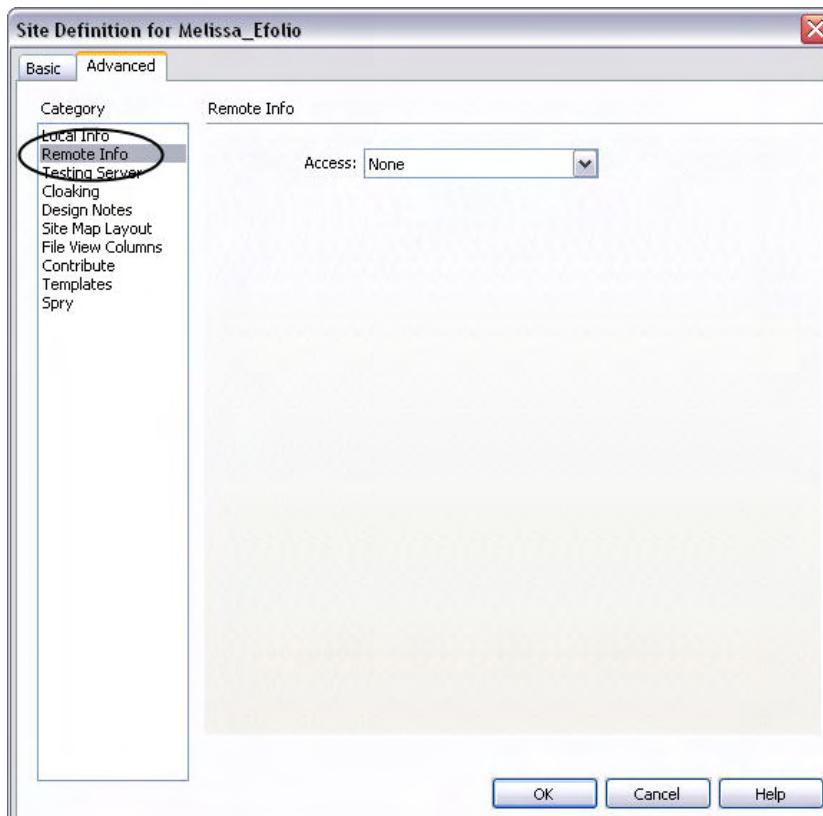 Site Definition for Melissa_Efolio
Basic Advanced
Category Remote Info
Local Info
Remote Info
Testing Server
Cloaking
Design Notes
Site Map Layout
File View Columns
Contribute
Templates
Spry
Access: None
OK Cancel Help